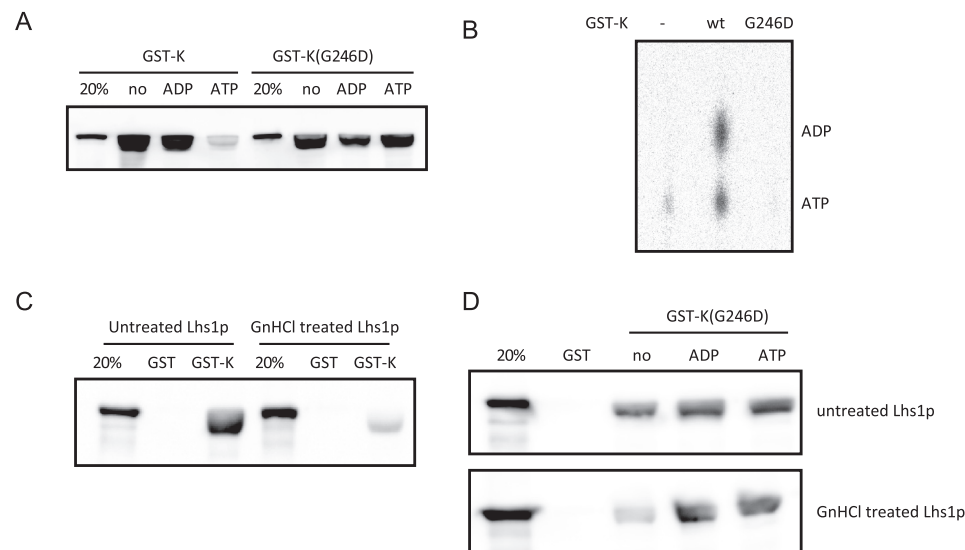 A
GST-K GST-K(G246D)
20% no ADP ATP 20% no ADP ATP
B
GST-K - wt G246D
ADP
ATP
C
Untreated Lhs1p GnHCl treated Lhs1p
20% GST GST-K 20% GST GST-K
D
GST-K(G246D)
20% GST no ADP ATP
untreated Lhs1p
GnHCl treated Lhs1p